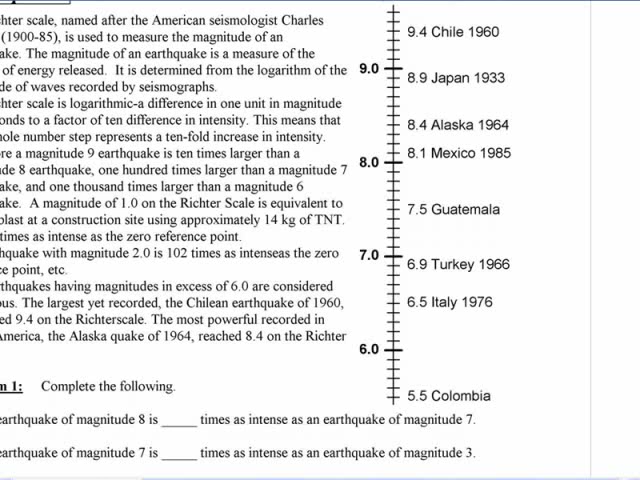 chter scale, named after the American seismologist Charles
(1900-85), is used to measure the magnitude of an
ake. The magnitude of an earthquake is a measure of the
of energy released. It is determined from the logarithm of the
de of waves recorded by seismographs.
chter scale is logarithmic-a difference in one unit in magnitude
onds to a factor of ten difference in intensity. This means that
hole number step represents a ten-fold increase in intensity.
re a magnitude 9 earthquake is ten times larger than a
de 8 earthquake, one hundred times larger than a magnitude 7
ake, and one thousand times larger than a magnitude 6
ake. A magnitude of 1.0 on the Richter Scale is equivalent to
blast at a construction site using approximately 14 kg of TNT.
times as intense as the zero reference point.
hquake with magnitude 2.0 is 102 times as intenseas the zero
ce point, etc.
rthquakes having magnitudes in excess of 6.0 are considered
ous. The largest yet recorded, the Chilean earthquake of 1960,
ed 9.4 on the Richterscale. The most powerful recorded in
America, the Alaska quake of 1964, reached 8.4 on the Richter
m 1: Complete the following.
earthquake of magnitude 8 is _____ times as intense as an earthquake of magnitude 7.
earthquake of magnitude 7 is _____ times as intense as an earthquake of magnitude 3.
9.4 Chile 1960
9.0
8.9 Japan 1933
8.4 Alaska 1964
8.1 Mexico 1985
8.0
7.5 Guatemala
7.0
6.9 Turkey 1966
6.5 Italy 1976
6.0
5.5 Colombia